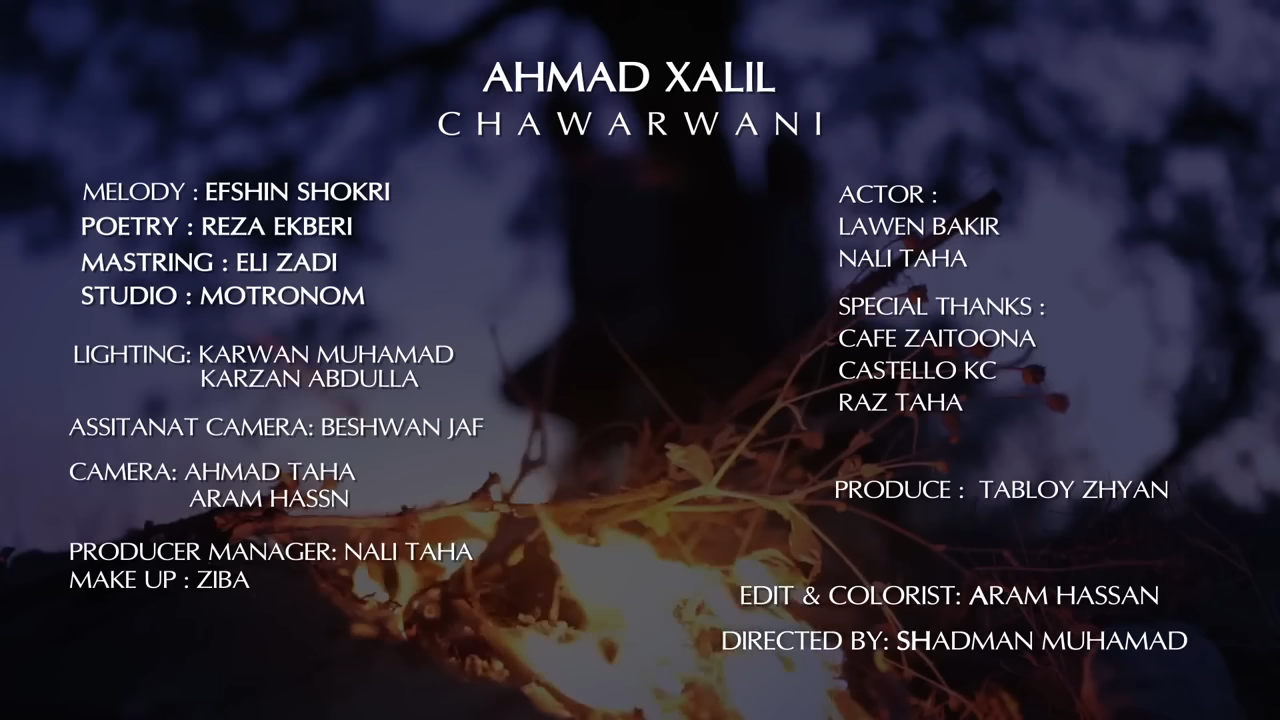 AHMAD XALIL
CHAWARWANI
MELODY : EFSHIN SHOKRI
POETRY : REZA EKBERI
MASTRING : ELI ZADI
STUDIO : MOTRONOM
LIGHTING: KARWAN MUHAMAD
KARZAN ABDULLA
ASSITANAT CAMERA: BESHWAN JAF
CAMERA: AHMAD TAHA
ARAM HASSN
PRODUCER MANAGER: NALI TAHA
MAKE UP : ZIBA
ACTOR :
LAWEN BAKIR
NALI TAHA
SPECIAL THANKS :
CAFE ZAITOONA
CASTELLO KC
RAZ TAHA
PRODUCE : TABLOY ZHYAN
EDIT & COLORIST: ARAM HASSAN
DIRECTED BY: SHADMAN MUHAMAD